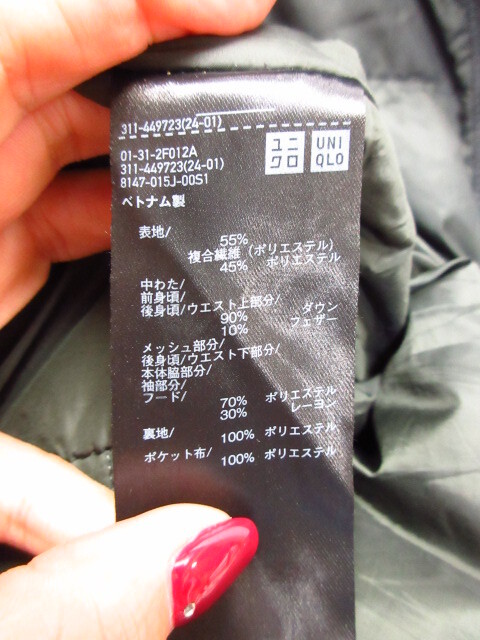 311-449723(24-01)
01-31-2F012A
311-449723(24-01)
8147-015J-00S1
ユニクロ
UNIQLO
ベトナム製
表地/
55%
複合繊維 (ポリエステル)
45% ポリエステル
中わた/
前身頃/
後身頃/ウエスト上部分/
90% ダウン
10% フェザー
メッシュ部分/
後身頃/ウエスト下部分/
本体脇部分/
袖部分/
フード/ 70% ポリエステル
30% レーヨン
裏地/ 100% ポリエステル
ポケット布/ 100% ポリエステル